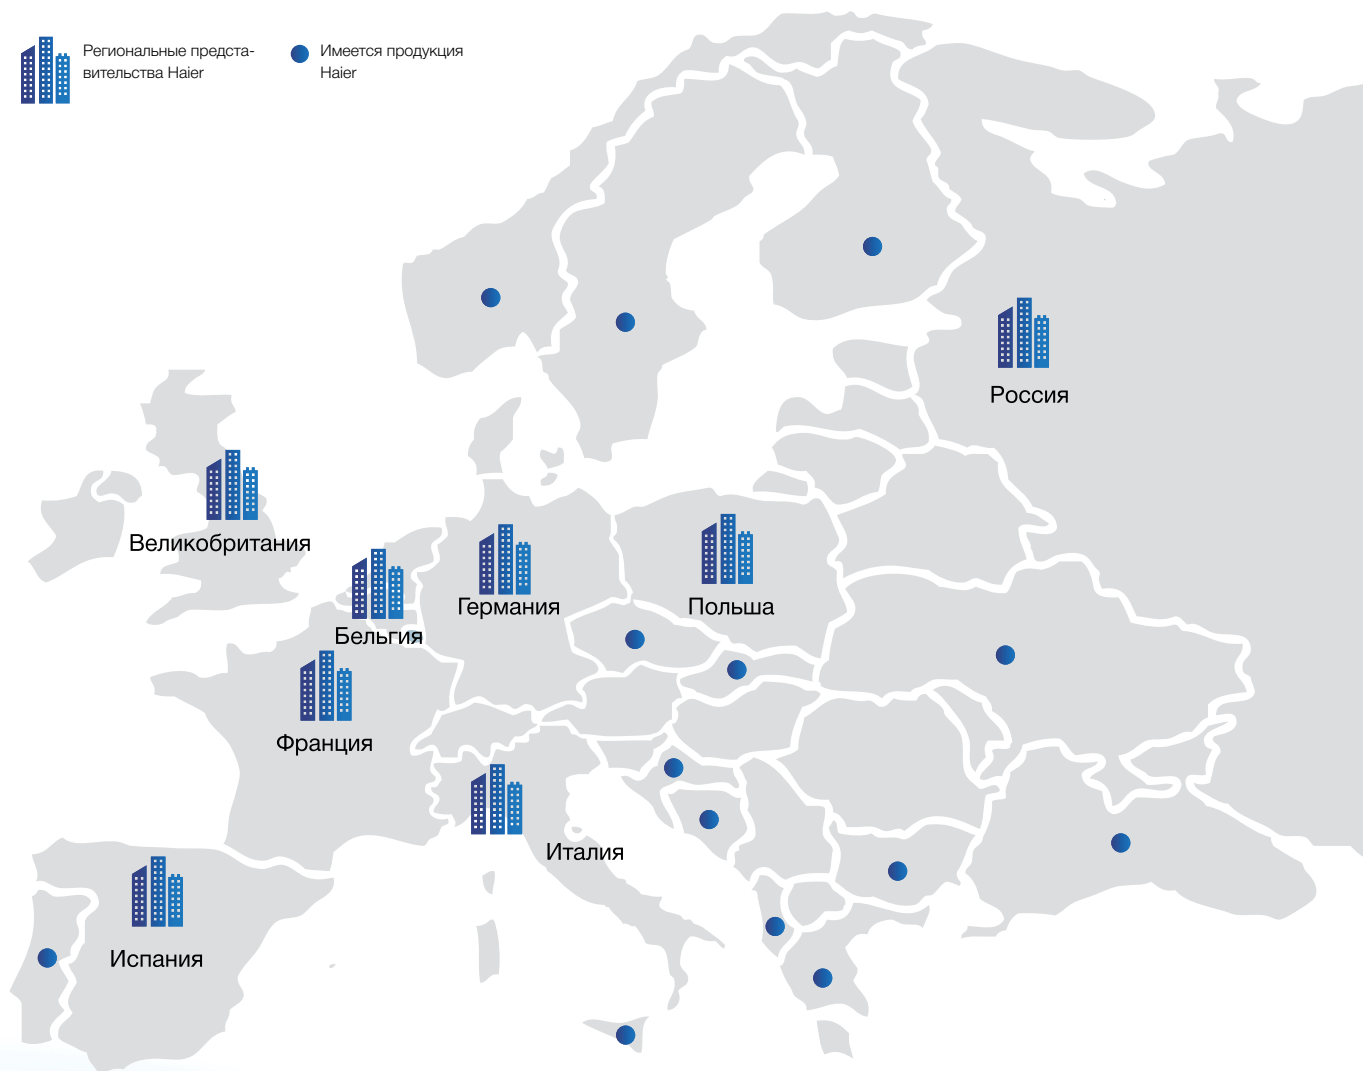 Региональные предста-
вительства Haier
Имеется продукция
Haier
Россия
Великобритания
Германия
Польша
Бельгия
Франция
Италия
Испания